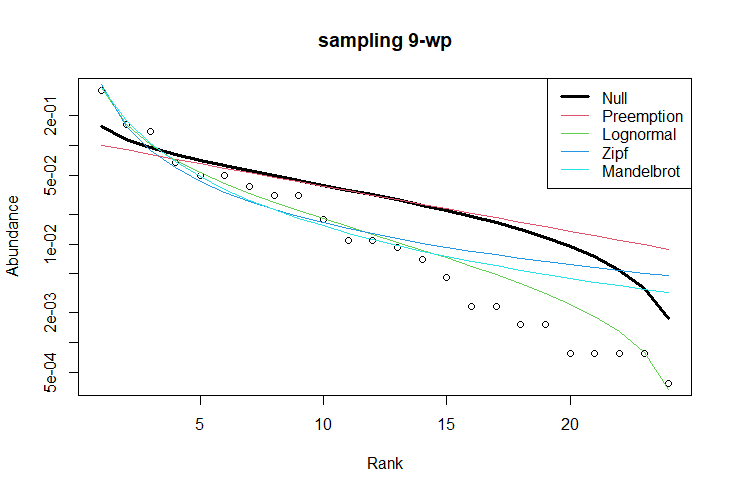 sampling 9-wp
Null
Preemption
Lognormal
Zipf
Mandelbrot
2e-01
5e-02
1e-02
2e-03
5e-04
Abundance
5
10
15
20
Rank